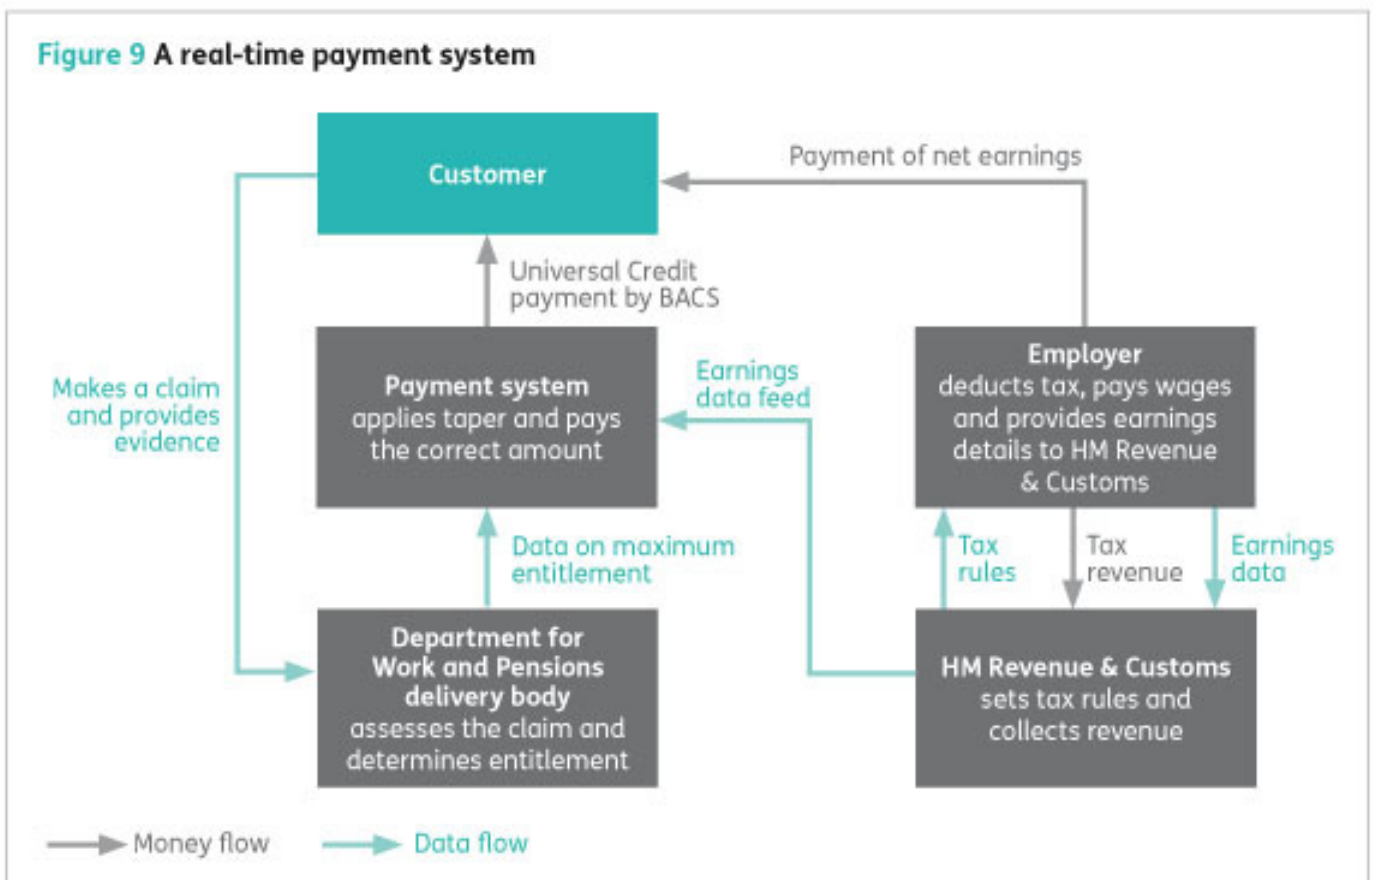 Figure 9 A real-time payment system
Customer
Payment of net earnings
Universal Credit
payment by BACS
Makes a claim
and provides
evidence
Payment system
applies taper and pays
the correct amount
Earnings
data feed
Employer
deducts tax, pays wages
and provides earnings
details to HM Revenue
& Customs
Data on maximum
entitlement
Tax
rules
Tax
revenue
Earnings
data
Department for
Work and Pensions
delivery body
assesses the claim and
determines entitlement
HM Revenue & Customs
sets tax rules and
collects revenue
Money flow
Data flow